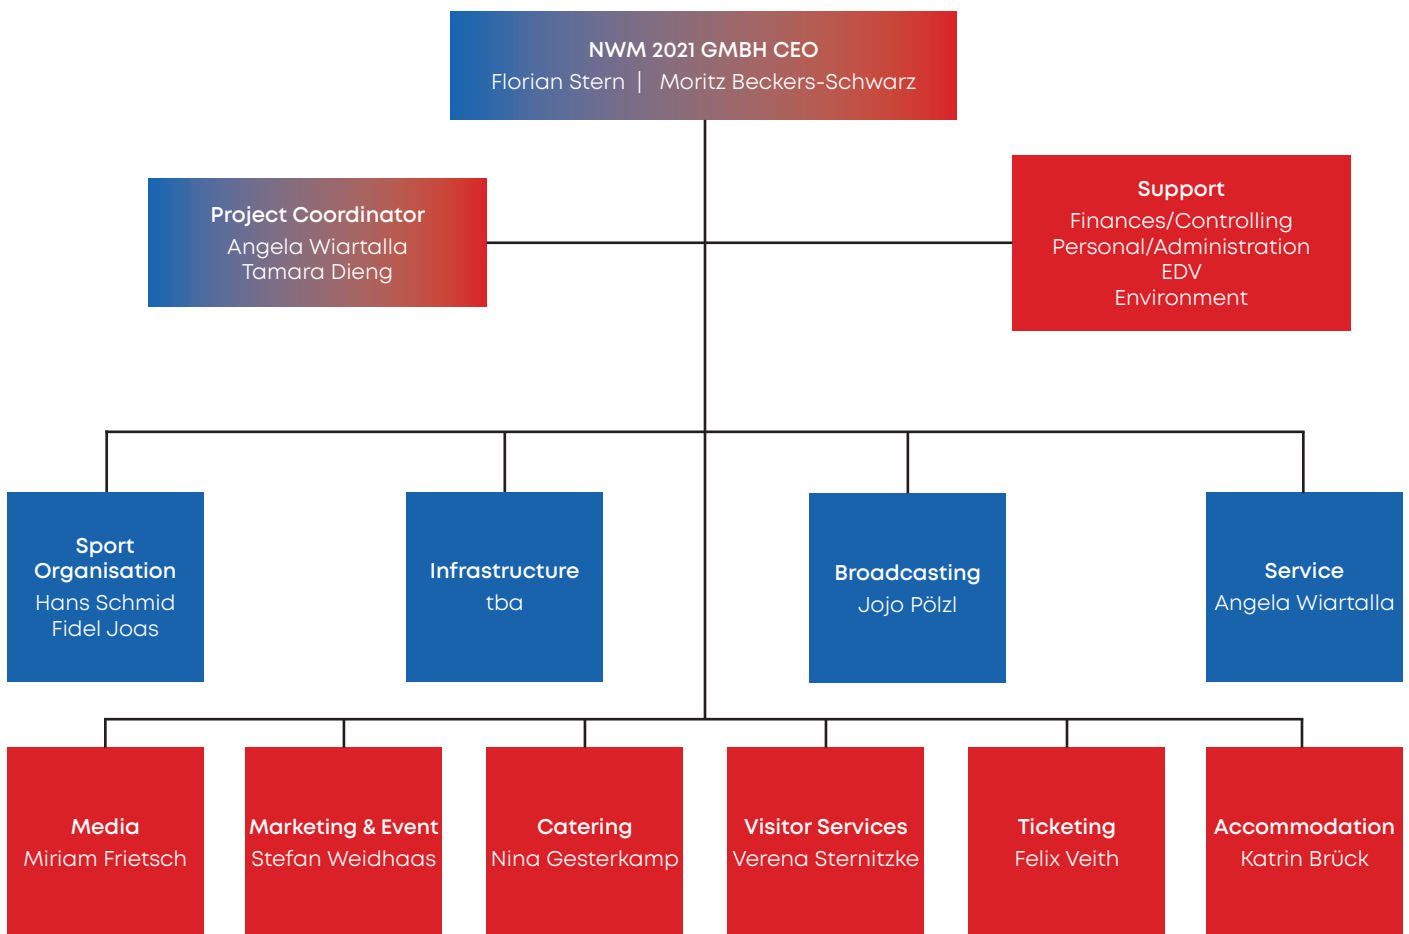 NWM 2021 GMBH CEO
Florian Stern | Moritz Beckers-Schwarz
Project Coordinator
Angela Wiartalla
Tamara Dieng
Support
Finances/Controlling
Personal/Administration
EDV
Environment
Sport
Organisation
Hans Schmid
Fidel Joas
Infrastructure
tba
Broadcasting
Jojo Pölzl
Service
Angela Wiartalla
Media
Miriam Frietsch
Marketing & Event
Stefan Weidhaas
Catering
Nina Gesterkamp
Visitor Services
Verena Sternitzke
Ticketing
Felix Veith
Accommodation
Katrin Brück